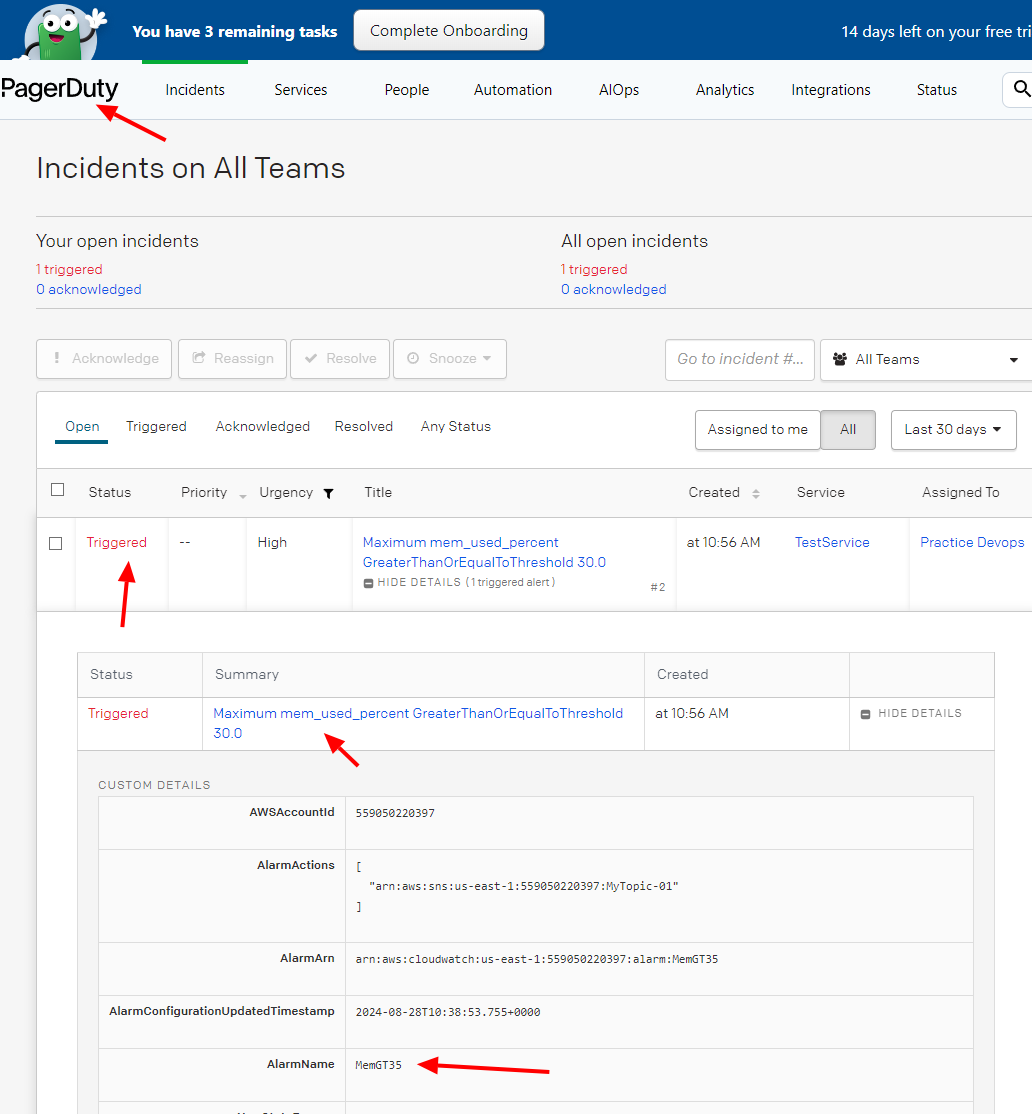 You have 3 remaining tasks
Complete Onboarding
14 days left on your free
PagerDuty
Incidents
Services
People
Automation
AIOps
Analytics
Integrations
Status
Incidents on All Teams
Your open incidents
All open incidents
1 triggered
1 triggered
0 acknowledged
0 acknowledged
! Acknowledge
Reassign
Resolve
Snooze
Go to incident #...
All Teams
Open
Triggered
Acknowledged
Resolved
Any Status
Assigned to me
All
Last 30 days
Status
Priority
Urgency
Title
Created
Service
Assigned To
Triggered
--
High
Maximum mem_used_percent
GreaterThanOrEqualToThreshold 30.0
HIDE DETAILS (1 triggered alert)
#2
at 10:56 AM
TestService
Practice Devops
Status
Summary
Created
Triggered
Maximum mem_used_percent GreaterThanOrEqualToThreshold
30.0
at 10:56 AM
HIDE DETAILS
CUSTOM DETAILS
AWSAccountId
559050220397
AlarmActions
[
"arn:aws:sns:us-east-1:559050220397:MyTopic-01"
]
AlarmArn
arn:aws:cloudwatch:us-east-1:559050220397:alarm:MemGT35
AlarmConfigurationUpdatedTimestamp
2024-08-28T10:38:53.755+0000
AlarmName
MemGT35